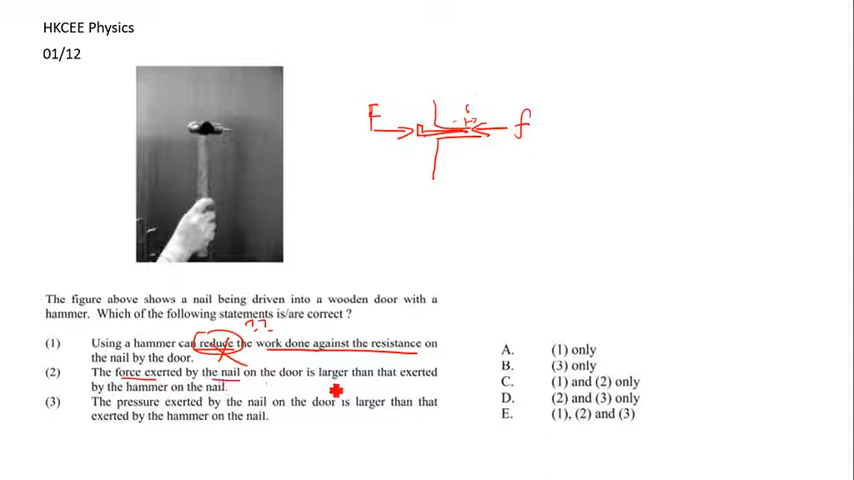 HKCEE Physics
01/12
F
s
f
The figure above shows a nail being driven into a wooden door with a
hammer. Which of the following statements is/are correct ?
??
(1) Using a hammer can reduce the work done against the resistance on
the nail by the door.
(2) The force exerted by the nail on the door is larger than that exerted
by the hammer on the nail.
(3) The pressure exerted by the nail on the door is larger than that
exerted by the hammer on the nail.
A. (1) only
B. (3) only
C. (1) and (2) only
D. (2) and (3) only
E. (1), (2) and (3)